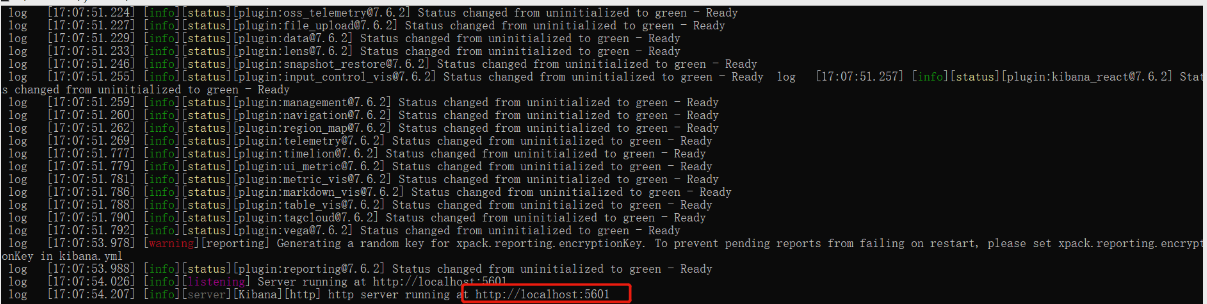 log [17:07:51.224] [info][status][plugin:oss_telemetry@7.6.2] Status changed from uninitialized to green - Ready
log [17:07:51.227] [info][status][plugin:file_upload@7.6.2] Status changed from uninitialized to green - Ready
log [17:07:51.229] [info][status][plugin:data@7.6.2] Status changed from uninitialized to green - Ready
log [17:07:51.233] [info][status][plugin:lens@7.6.2] Status changed from uninitialized to green - Ready
log [17:07:51.246] [info][status][plugin:snapshot_restore@7.6.2] Status changed from uninitialized to green - Ready
log [17:07:51.255] [info][status][plugin:input_control_vis@7.6.2] Status changed from uninitialized to green - Ready log [17:07:51.257] [info][status][plugin:kibana_react@7.6.2] Statu
s changed from uninitialized to green - Ready
log [17:07:51.259] [info][status][plugin:management@7.6.2] Status changed from uninitialized to green - Ready
log [17:07:51.260] [info][status][plugin:navigation@7.6.2] Status changed from uninitialized to green - Ready
log [17:07:51.262] [info][status][plugin:region_map@7.6.2] Status changed from uninitialized to green - Ready
log [17:07:51.269] [info][status][plugin:telemetry@7.6.2] Status changed from uninitialized to green - Ready
log [17:07:51.777] [info][status][plugin:timelion@7.6.2] Status changed from uninitialized to green - Ready
log [17:07:51.779] [info][status][plugin:ui_metric@7.6.2] Status changed from uninitialized to green - Ready
log [17:07:51.781] [info][status][plugin:metric_vis@7.6.2] Status changed from uninitialized to green - Ready
log [17:07:51.786] [info][status][plugin:markdown_vis@7.6.2] Status changed from uninitialized to green - Ready
log [17:07:51.788] [info][status][plugin:table_vis@7.6.2] Status changed from uninitialized to green - Ready
log [17:07:51.790] [info][status][plugin:tagcloud@7.6.2] Status changed from uninitialized to green - Ready
log [17:07:51.792] [info][status][plugin:vega@7.6.2] Status changed from uninitialized to green - Ready
log [17:07:53.978] [warning][reporting] Generating a random key for xpack.reporting.encryptionKey. To prevent pending reports from failing on restart, please set xpack.reporting.encrypti
onKey in kibana.yml
log [17:07:53.988] [info][status][plugin:reporting@7.6.2] Status changed from uninitialized to green - Ready
log [17:07:54.026] [info][listening] Server running at http://localhost:5601
log [17:07:54.207] [info][server][Kibana][http] http server running at http://localhost:5601